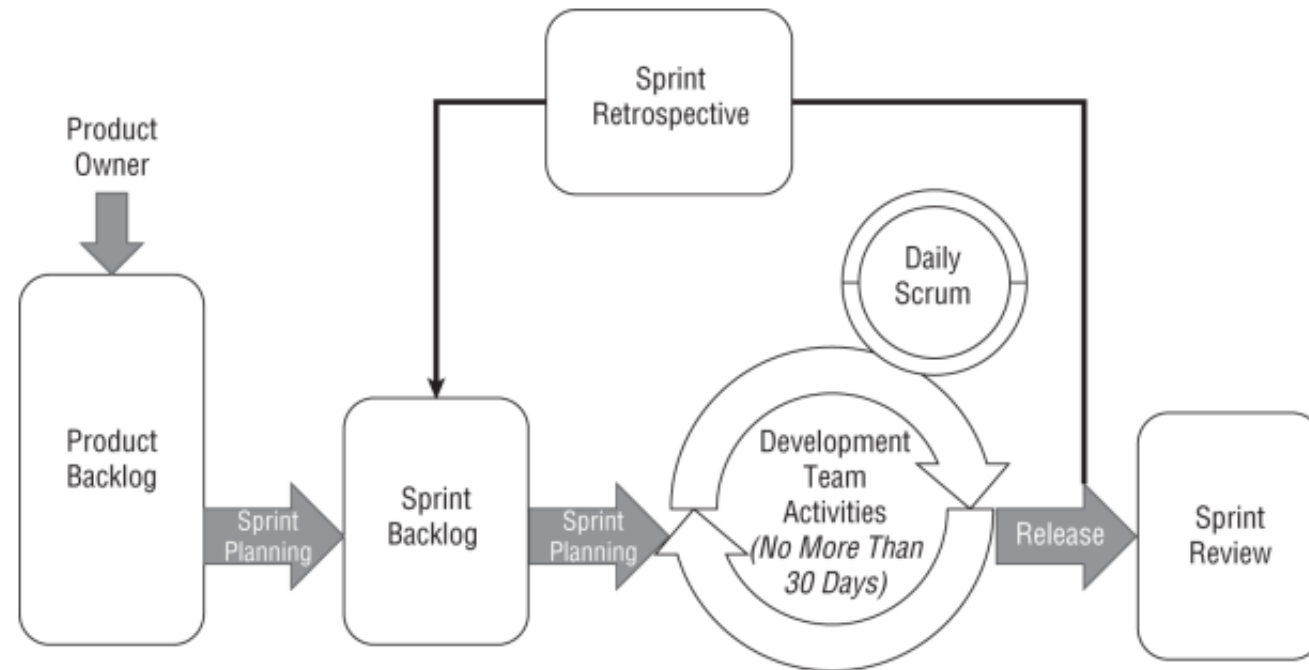 Sprint
Retrospective
Product
Owner
Daily
Scrum
Product
Backlog
Sprint
Planning
Sprint
Backlog
Sprint
Planning
Development
Team
Activities
(No More Than
30 Days)
Release
Sprint
Review